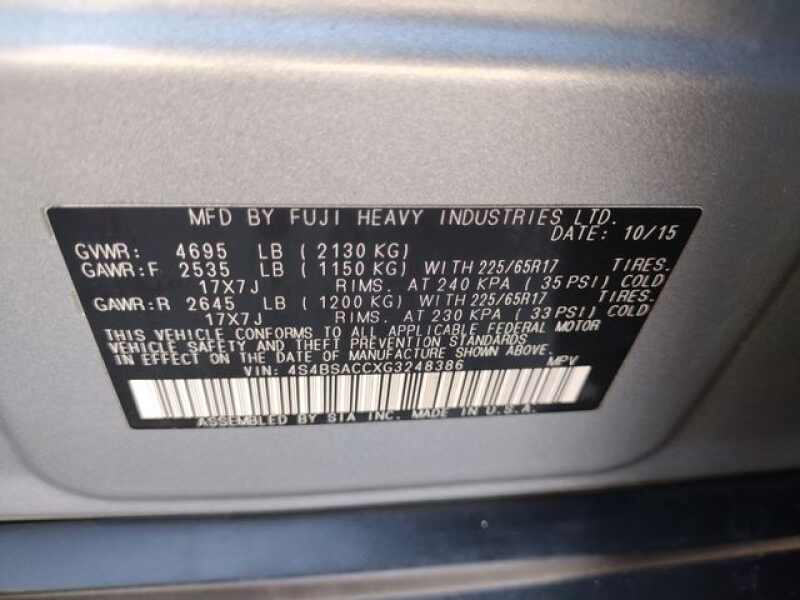 MFD BY FUJI HEAVY INDUSTRIES LTD.
DATE: 10/15
GVWR: 4695 LB (2130 KG)
GAWR:F 2535 LB (1150 KG) WITH 225/65R17 TIRES.
17X7J RIMS. AT 240 KPA (35 PSI) COLD
GAWR:R 2645 LB (1200 KG) WITH 225/65R17 TIRES.
17X7J RIMS. AT 230 KPA (33 PSI) COLD
THIS VEHICLE CONFORMS TO ALL APPLICABLE FEDERAL MOTOR
VEHICLE SAFETY AND THEFT PREVENTION STANDARDS
IN EFFECT ON THE DATE OF MANUFACTURE SHOWN ABOVE.
VIN: 4S4BSACCXG3248386 MPV
ASSEMBLED BY SIA INC. MADE IN U.S.A.